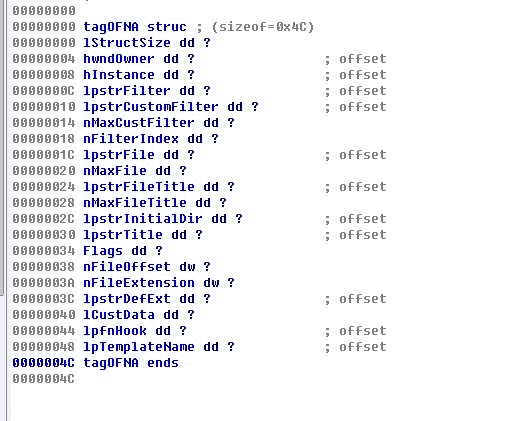 00000000
00000000 tagOFNA struc ; (sizeof=0x4C)
00000000 lStructSize dd ?
00000004 hwndOwner dd ? ; offset
00000008 hInstance dd ? ; offset
0000000C lpstrFilter dd ? ; offset
00000010 lpstrCustomFilter dd ? ; offset
00000014 nMaxCustFilter dd ?
00000018 nFilterIndex dd ?
0000001C lpstrFile dd ? ; offset
00000020 nMaxFile dd ?
00000024 lpstrFileTitle dd ? ; offset
00000028 nMaxFileTitle dd ?
0000002C lpstrInitialDir dd ? ; offset
00000030 lpstrTitle dd ? ; offset
00000034 Flags dd ?
00000038 nFileOffset dw ?
0000003A nFileExtension dw ?
0000003C lpstrDefExt dd ? ; offset
00000040 lCustData dd ?
00000044 lpfnHook dd ? ; offset
00000048 lpTemplateName dd ? ; offset
0000004C tagOFNA ends
0000004C